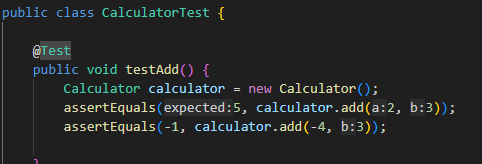 public class CalculatorTest {
@Test
public void testAdd() {
Calculator calculator = new Calculator();
assertEquals(expected:5, calculator.add(a:2, b:3));
assertEquals(-1, calculator.add(-4, b:3));
}